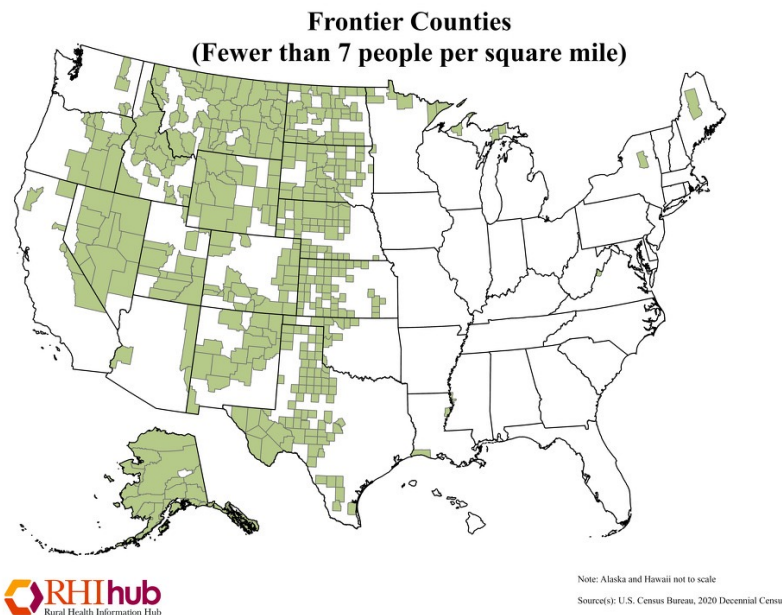 Frontier Counties
(Fewer than 7 people per square mile)
RHIhub
Rural Health Information Hub
Note: Alaska and Hawaii not to scale
Source(s): U.S. Census Bureau, 2020 Decennial Census